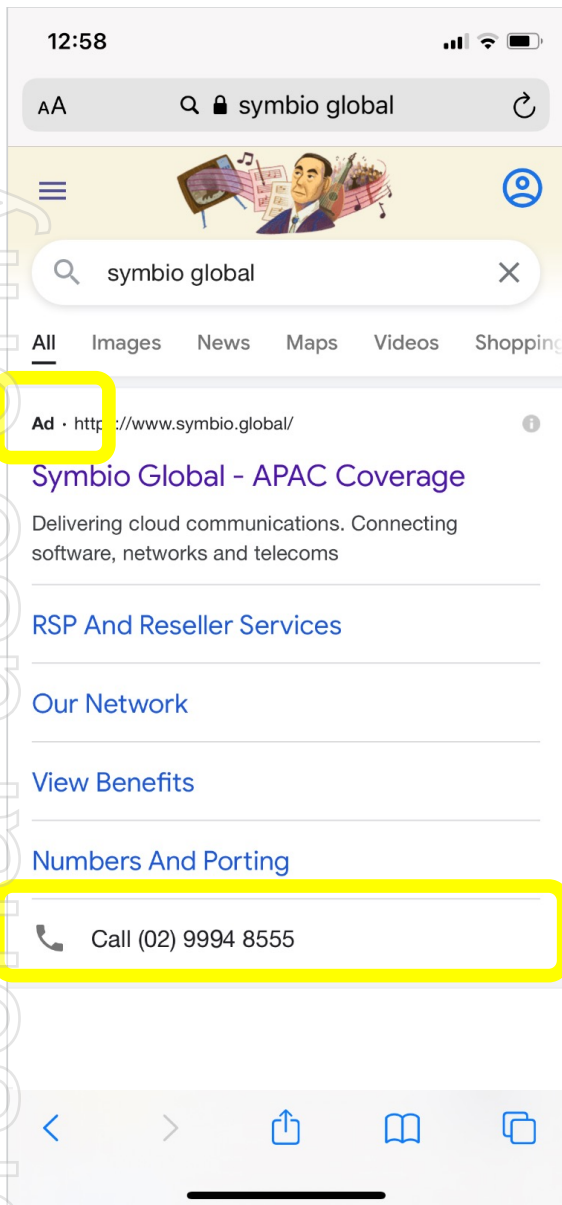 12:58
AA symbio global
symbio global
All Images News Maps Videos Shopping
Ad · https://www.symbio.global/
Symbio Global - APAC Coverage
Delivering cloud communications. Connecting
software, networks and telecoms
RSP And Reseller Services
Our Network
View Benefits
Numbers And Porting
Call (02) 9994 8555